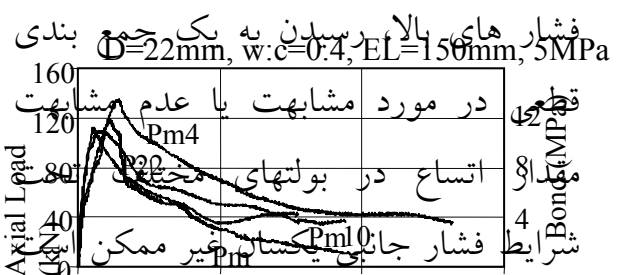 فشار های بالا، رسیدن به یک جمع بندی
D=22mm, w:c=0.4, EL=150mm, 5MPa
قطعی در مورد مشابهت یا عدم مشابهت
مقدار اتساع در بولتهای مختلف تحت
شرایط فشار جانبی یکسان غیر ممکن است
160
120
80
40
0
Axial Load
(kN)
12
8
4
Bond (MPa)
Pm4
P22
Pm10
Pm